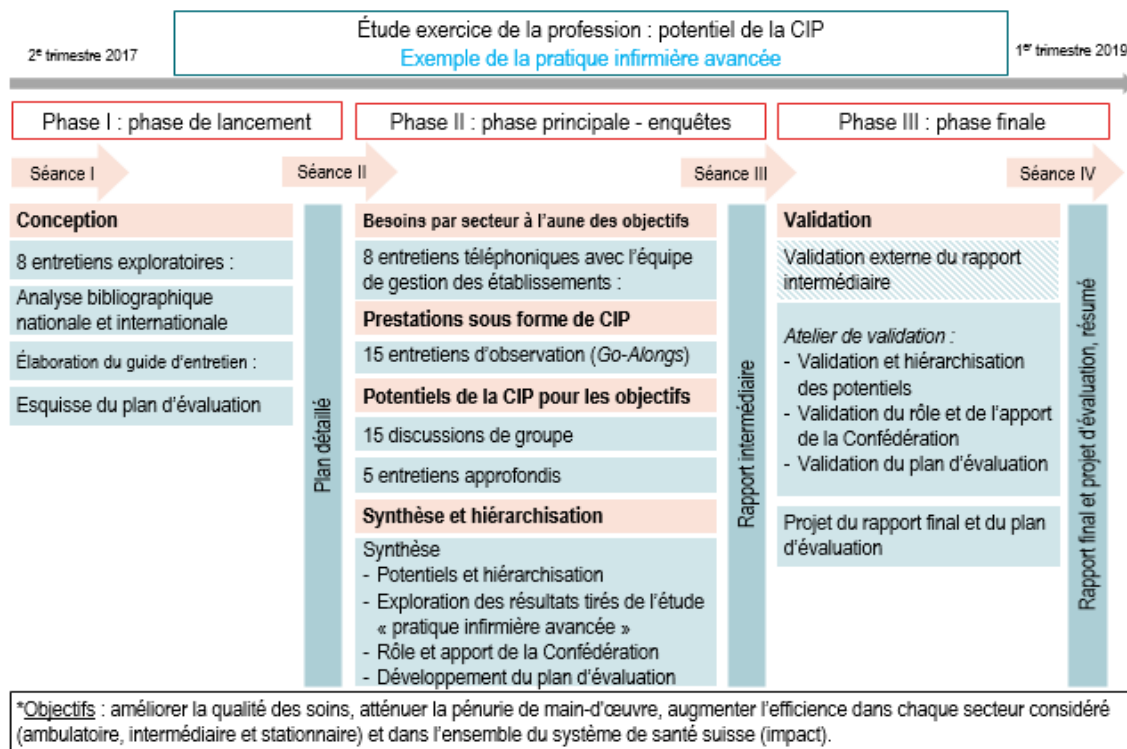 Étude exercice de la profession : potentiel de la CIP
Exemple de la pratique infirmière avancée
2e trimestre 2017
1er trimestre 2019
Phase I : phase de lancement
Phase II : phase principale - enquêtes
Phase III : phase finale
Séance I
Séance II
Séance III
Séance IV
Conception
8 entretiens exploratoires :
Analyse bibliographique
nationale et internationale
Élaboration du guide d'entretien :
Esquisse du plan d'évaluation
Plan détaillé
Besoins par secteur à l'aune des objectifs
8 entretiens téléphoniques avec l'équipe
de gestion des établissements :
Prestations sous forme de CIP
15 entretiens d'observation (Go-Alongs)
Potentiels de la CIP pour les objectifs
15 discussions de groupe
5 entretiens approfondis
Synthèse et hiérarchisation
Synthèse
- Potentiels et hiérarchisation
- Exploration des résultats tirés de l'étude
« pratique infirmière avancée »
- Rôle et apport de la Confédération
- Développement du plan d'évaluation
Rapport intermédiaire
Validation
Validation externe du rapport
intermédiaire
Atelier de validation :
- Validation et hiérarchisation
des potentiels
- Validation du rôle et de l'apport
de la Confédération
- Validation du plan d'évaluation
Projet du rapport final et du plan
d'évaluation
Rapport final et projet d'évaluation, résumé
*Objectifs : améliorer la qualité des soins, atténuer la pénurie de main-d'œuvre, augmenter l'efficience dans chaque secteur considéré
(ambulatoire, intermédiaire et stationnaire) et dans l'ensemble du système de santé suisse (impact).